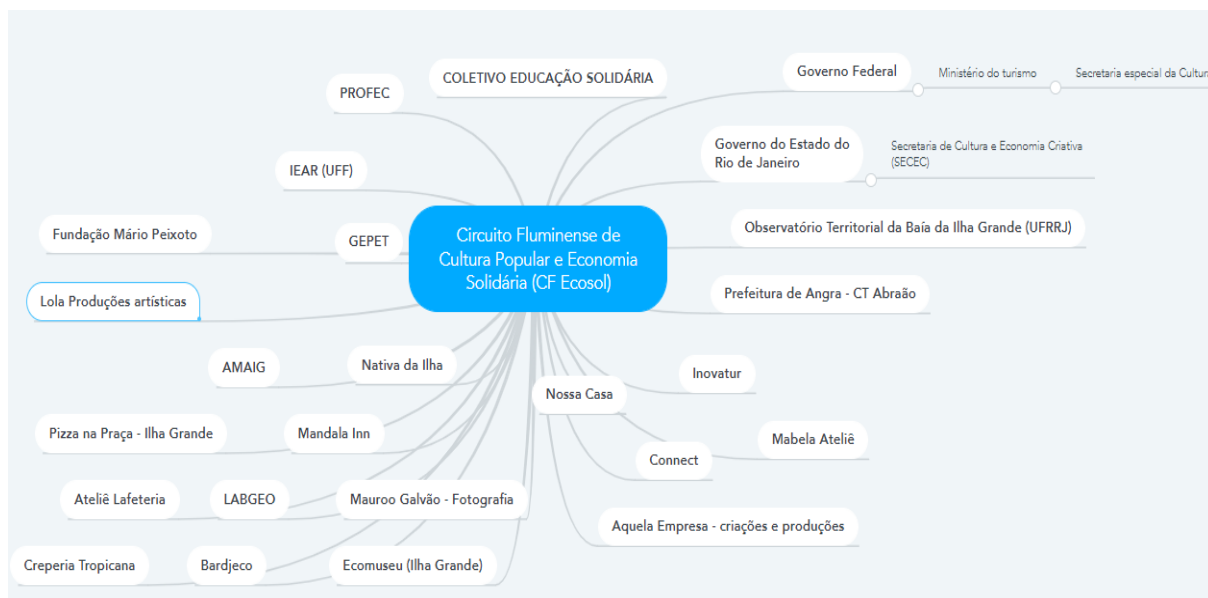 COLETIVO EDUCAÇÃO SOLIDÁRIA
Governo Federal
Ministério do turismo
Secretaria especial da Cultur
PROFEC
Governo do Estado do
Rio de Janeiro
Secretaria de Cultura e Economia Criativa
(SECEC)
IEAR (UFF)
Fundação Mário Peixoto
GEPET
Circuito Fluminense de
Cultura Popular e Economia
Solidária (CF Ecosol)
Observatório Territorial da Baía da Ilha Grande (UFRRJ)
Lola Produções artísticas
Prefeitura de Angra - CT Abraão
AMAIG
Nativa da Ilha
Inovatur
Nossa Casa
Pizza na Praça - Ilha Grande
Mandala Inn
Mabela Ateliê
Connect
Ateliê Lafeteria
LABGEO
Mauroo Galvão - Fotografia
Aquela Empresa - criações e produções
Creperia Tropicana
Bardjeco
Ecomuseu (Ilha Grande)